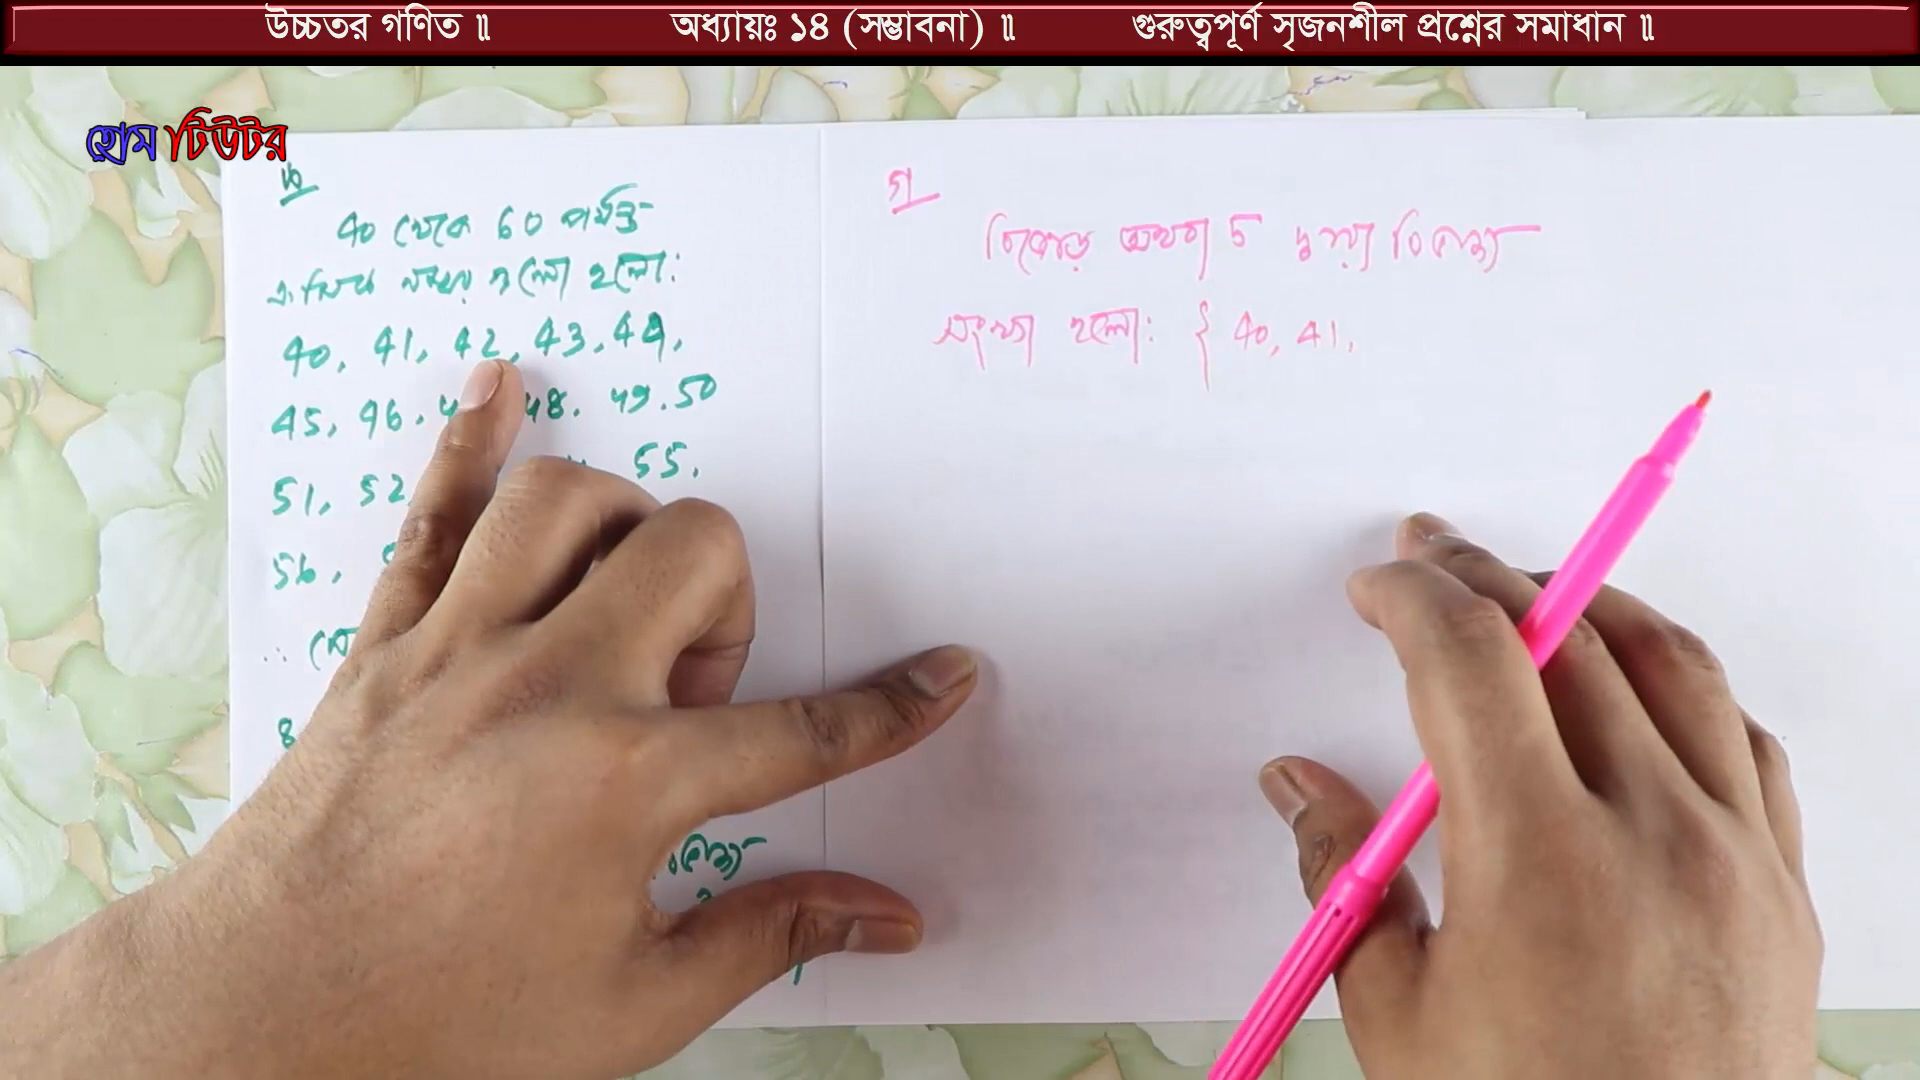 উচ্চতর গণিত ॥ অধ্যায়ঃ ১৪ (সম্ভাবনা) ॥ গুরুত্বপূর্ণ সৃজনশীল প্রশ্নের সমাধান ॥
হোম টিউটর
খ
40 থেকে 60 পর্যন্ত
নম্বর গুলো হলো:
40, 41, 42, 43, 44,
45, 46, 48, 49, 50
51, 52 55,
56,
∴
8
গ
বিজোড় অথবা 5 দ্বারা বিভাজ্য
সংখ্যা হলো: { 40, 41,